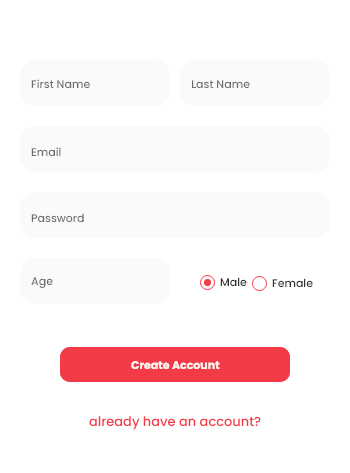 First Name
Last Name
Email
Password
Age
Male
Female
Create Account
already have an account?